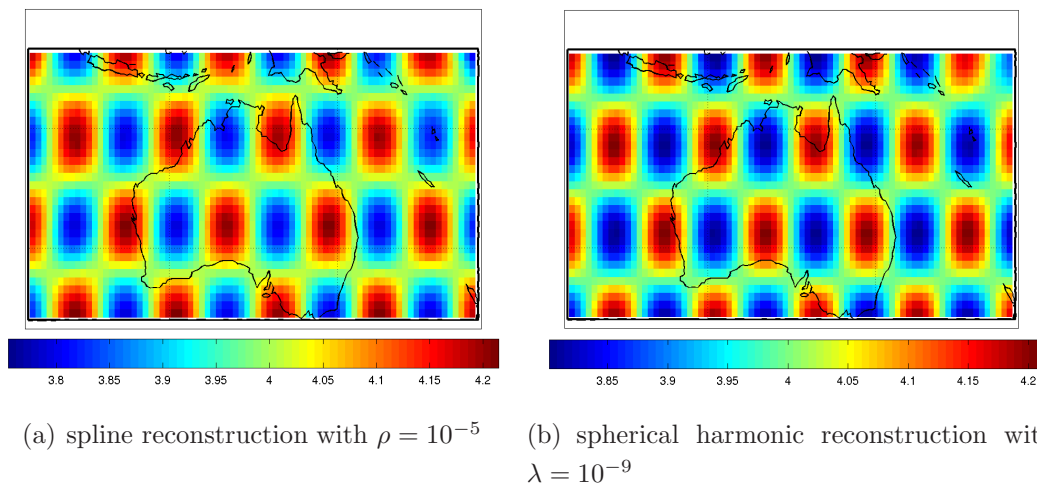 3.8 3.85 3.9 3.95 4 4.05 4.1 4.15 4.2
3.85 3.9 3.95 4 4.05 4.1 4.15 4.2
(a) spline reconstruction with ρ = 10⁻⁵
(b) spherical harmonic reconstruction wit
λ = 10⁻⁹